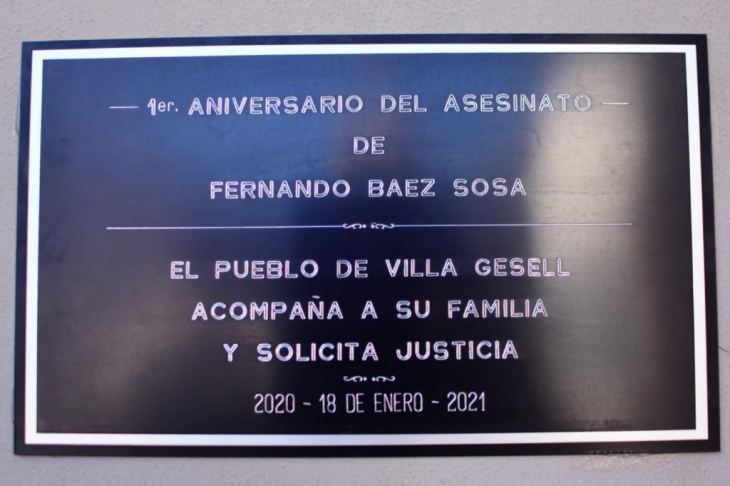 1er. ANIVERSARIO DEL ASESINATO
DE
FERNANDO BAEZ SOSA
EL PUEBLO DE VILLA GESELL
ACOMPAÑA A SU FAMILIA
Y SOLICITA JUSTICIA
2020 - 18 DE ENERO - 2021